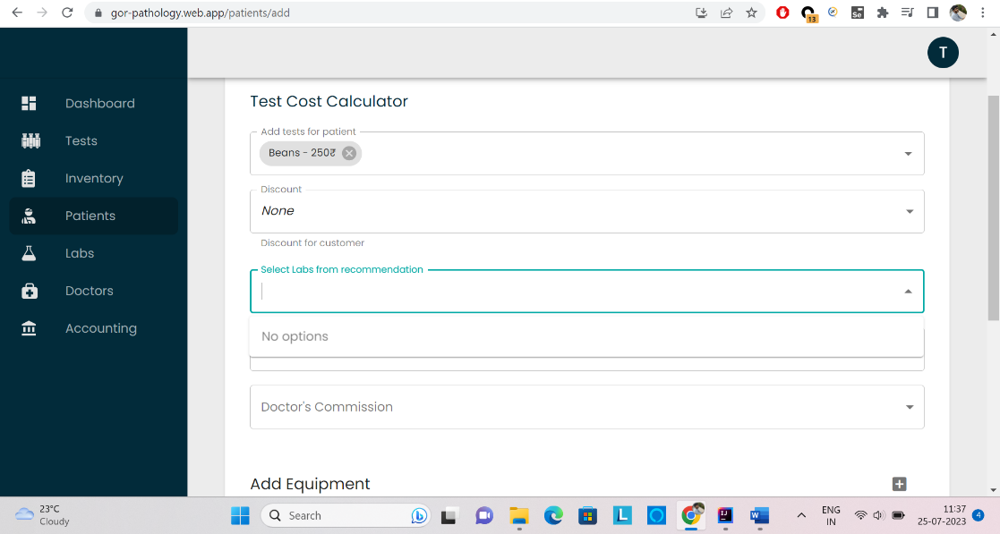 gor-pathology.web.app/patients/add
13
Se
T
Dashboard
Tests
Inventory
Patients
Labs
Doctors
Accounting
Test Cost Calculator
Add tests for patient
Beans - 250₹
Discount
None
Discount for customer
Select Labs from recommendation
No options
Doctor's Commission
Add Equipment
23°C
Cloudy
Search
L
IJ
W
ENG
IN
11:37
25-07-2023
4